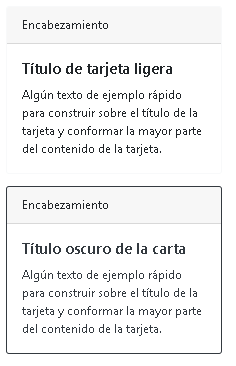 Encabezamiento
Título de tarjeta ligera
Algún texto de ejemplo rápido
para construir sobre el título de la
tarjeta y conformar la mayor parte
del contenido de la tarjeta.
Encabezamiento
Título oscuro de la carta
Algún texto de ejemplo rápido
para construir sobre el título de la
tarjeta y conformar la mayor parte
del contenido de la tarjeta.